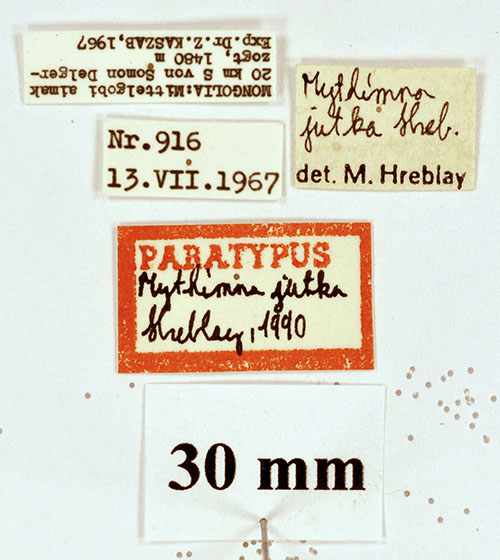 MONGOLIA:Mittelgobi aimak
20 km S von Somon Delger-
zogt, 1480 m
Exp.Dr.Z.KASZAB,1967
Mythimna
jutka Hreb.
det. M. Hreblay
Nr.916
13.VII.1967
PARATYPUS
Mythimna jutka
Hreblay, 1990
30 mm